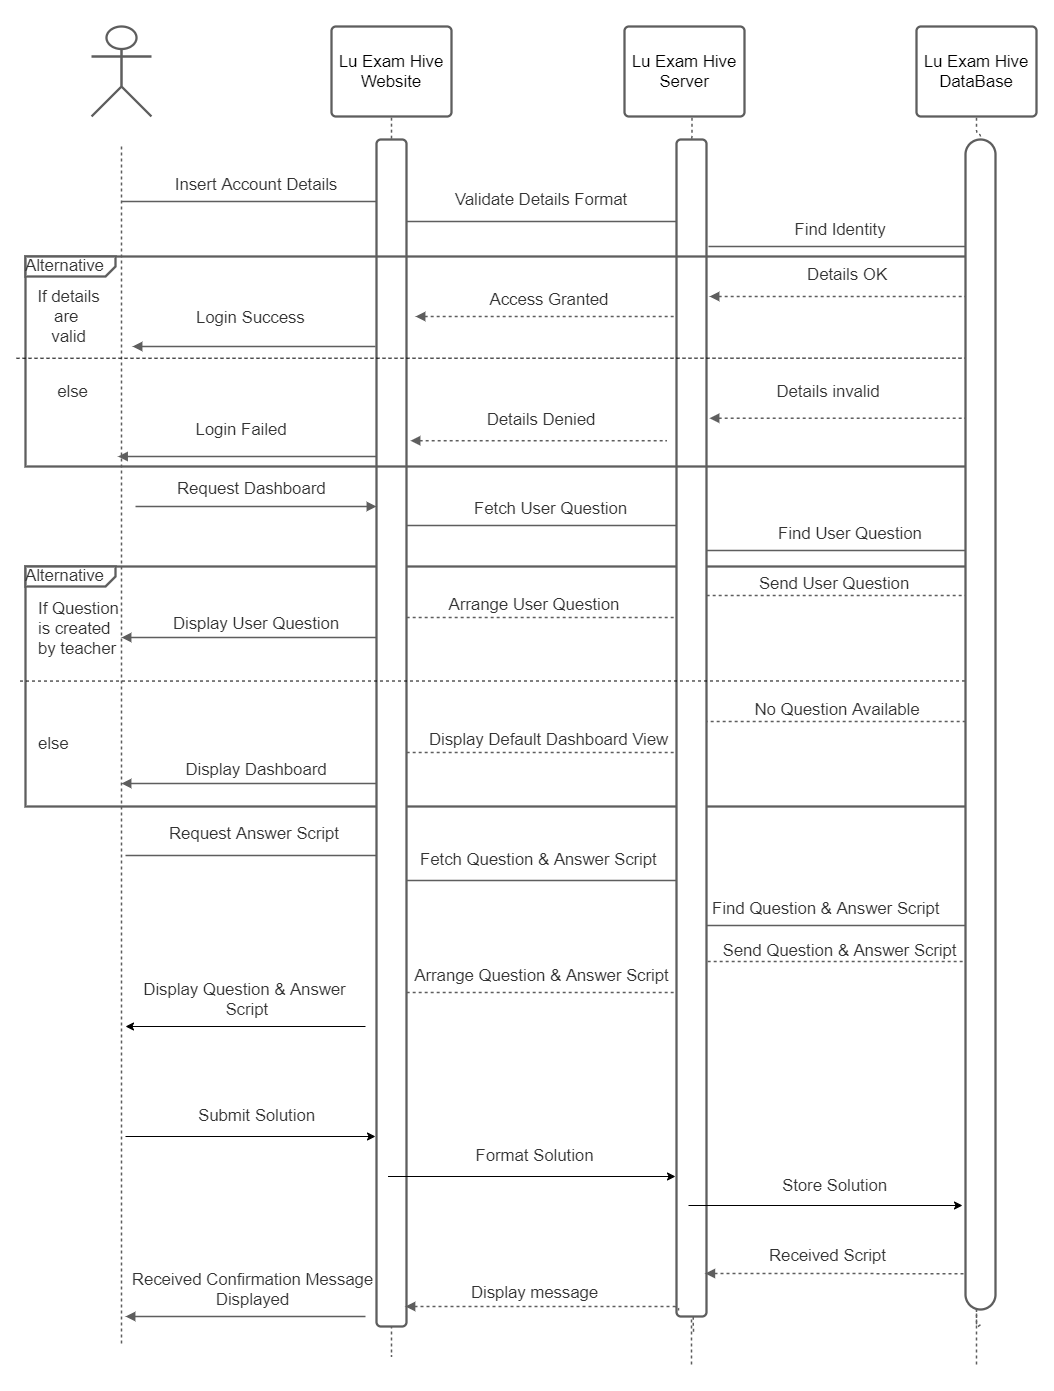 Lu Exam Hive
Website
Lu Exam Hive
Server
Lu Exam Hive
DataBase
Insert Account Details
Validate Details Format
Find Identity
Alternative
If details
are
valid
Details OK
Access Granted
Login Success
else
Details invalid
Details Denied
Login Failed
Request Dashboard
Fetch User Question
Find User Question
Alternative
If Question
is created
by teacher
Send User Question
Arrange User Question
Display User Question
No Question Available
else
Display Default Dashboard View
Display Dashboard
Request Answer Script
Fetch Question & Answer Script
Find Question & Answer Script
Send Question & Answer Script
Arrange Question & Answer Script
Display Question & Answer
Script
Submit Solution
Format Solution
Store Solution
Received Script
Received Confirmation Message
Displayed
Display message